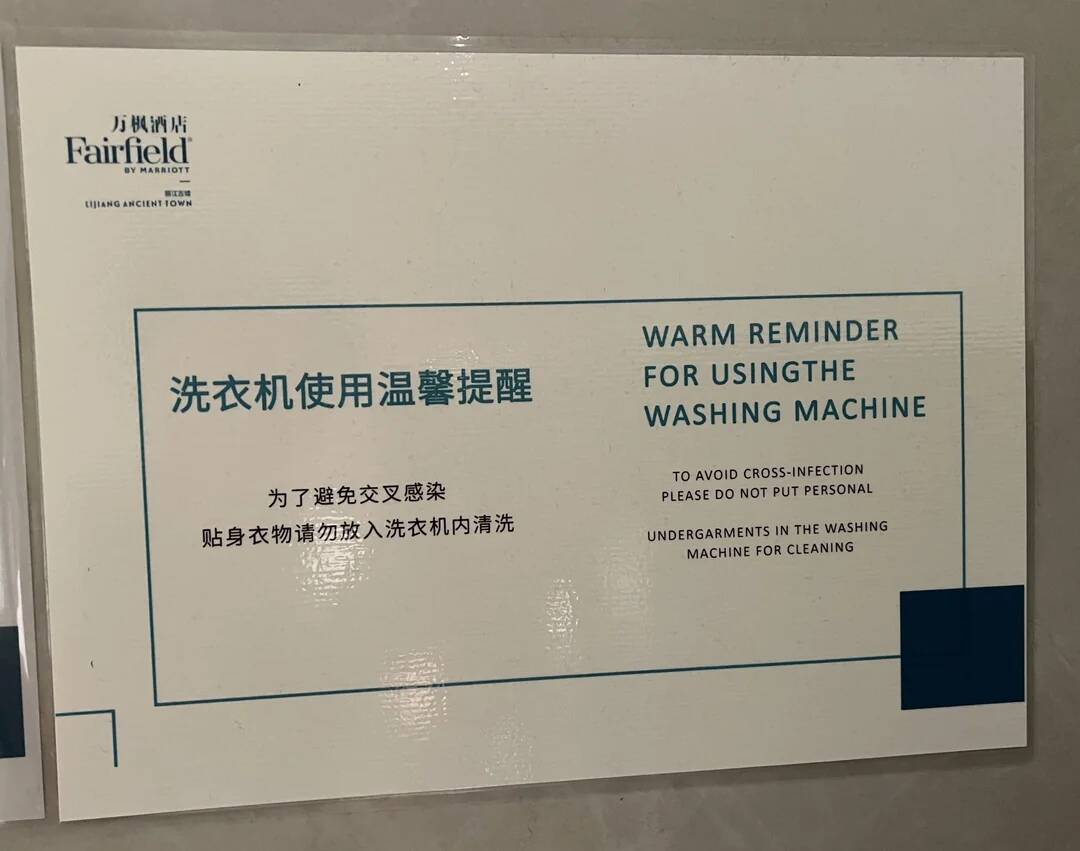 万枫酒店
Fairfield
BY MARRIOTT
丽江古城
LIJIANG ANCIENT TOWN
洗衣机使用温馨提醒
为了避免交叉感染
贴身衣物请勿放入洗衣机内清洗
WARM REMINDER
FOR USINGTHE
WASHING MACHINE
TO AVOID CROSS-INFECTION
PLEASE DO NOT PUT PERSONAL
UNDERGARMENTS IN THE WASHING
MACHINE FOR CLEANING